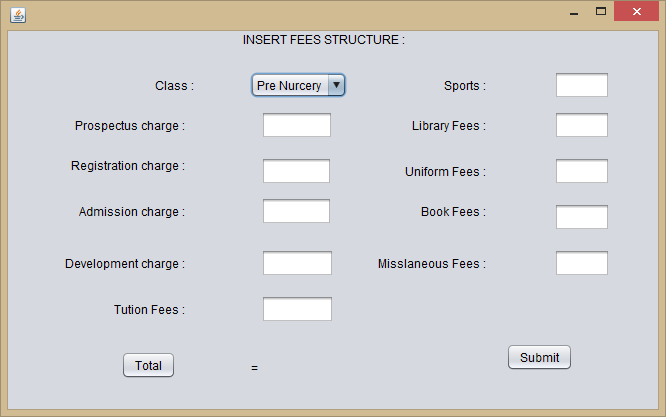 INSERT FEES STRUCTURE :
Class : Pre Nurcery Sports :
Prospectus charge : Library Fees :
Registration charge : Uniform Fees :
Admission charge : Book Fees :
Development charge : Misslaneous Fees :
Tution Fees :
Total = Submit